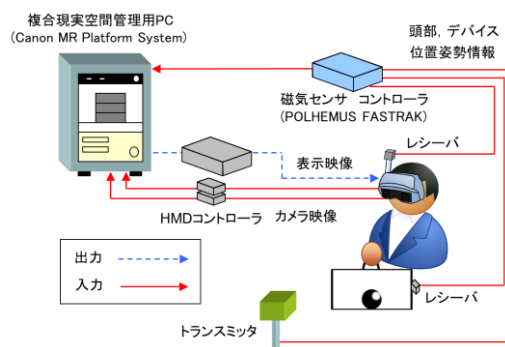 複合現実空間管理用PC
(Canon MR Platform System)
頭部, デバイス
位置姿勢情報
磁気センサ コントローラ
(POLHEMUS FASTRAK)
レシーバ
表示映像
HMDコントローラ カメラ映像
出力
入力
レシーバ
トランスミッタ